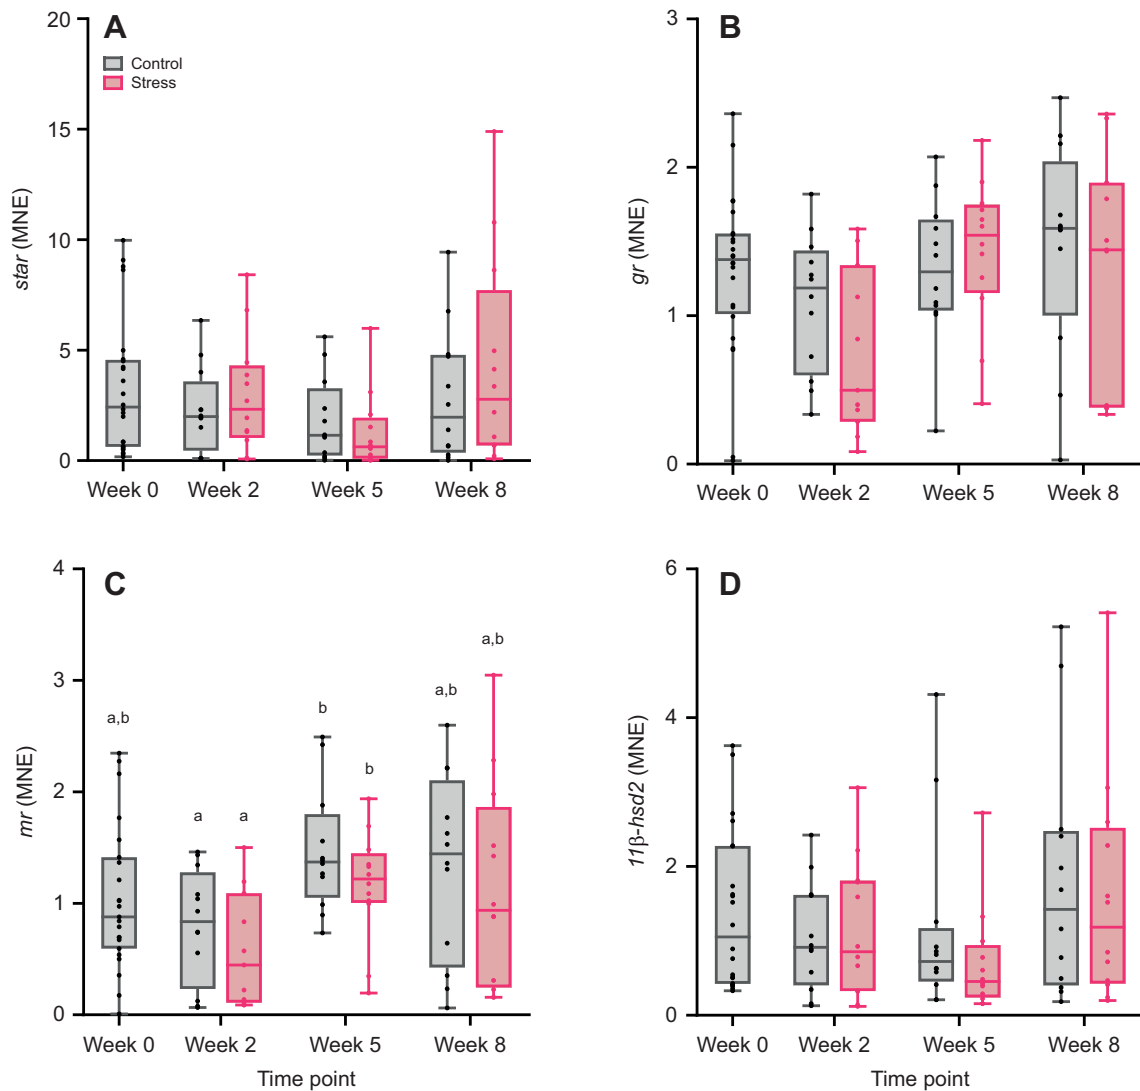 A
20
15
10
5
0
star (MNE)
Control
Stress
Week 0 Week 2 Week 5 Week 8
B
3
2
1
0
gr (MNE)
Week 0 Week 2 Week 5 Week 8
C
4
3
2
1
0
mr (MNE)
a,b
a
a
b
b
a,b
a,b
Week 0 Week 2 Week 5 Week 8
Time point
D
6
4
2
0
11β-hsd2 (MNE)
Week 0 Week 2 Week 5 Week 8
Time point